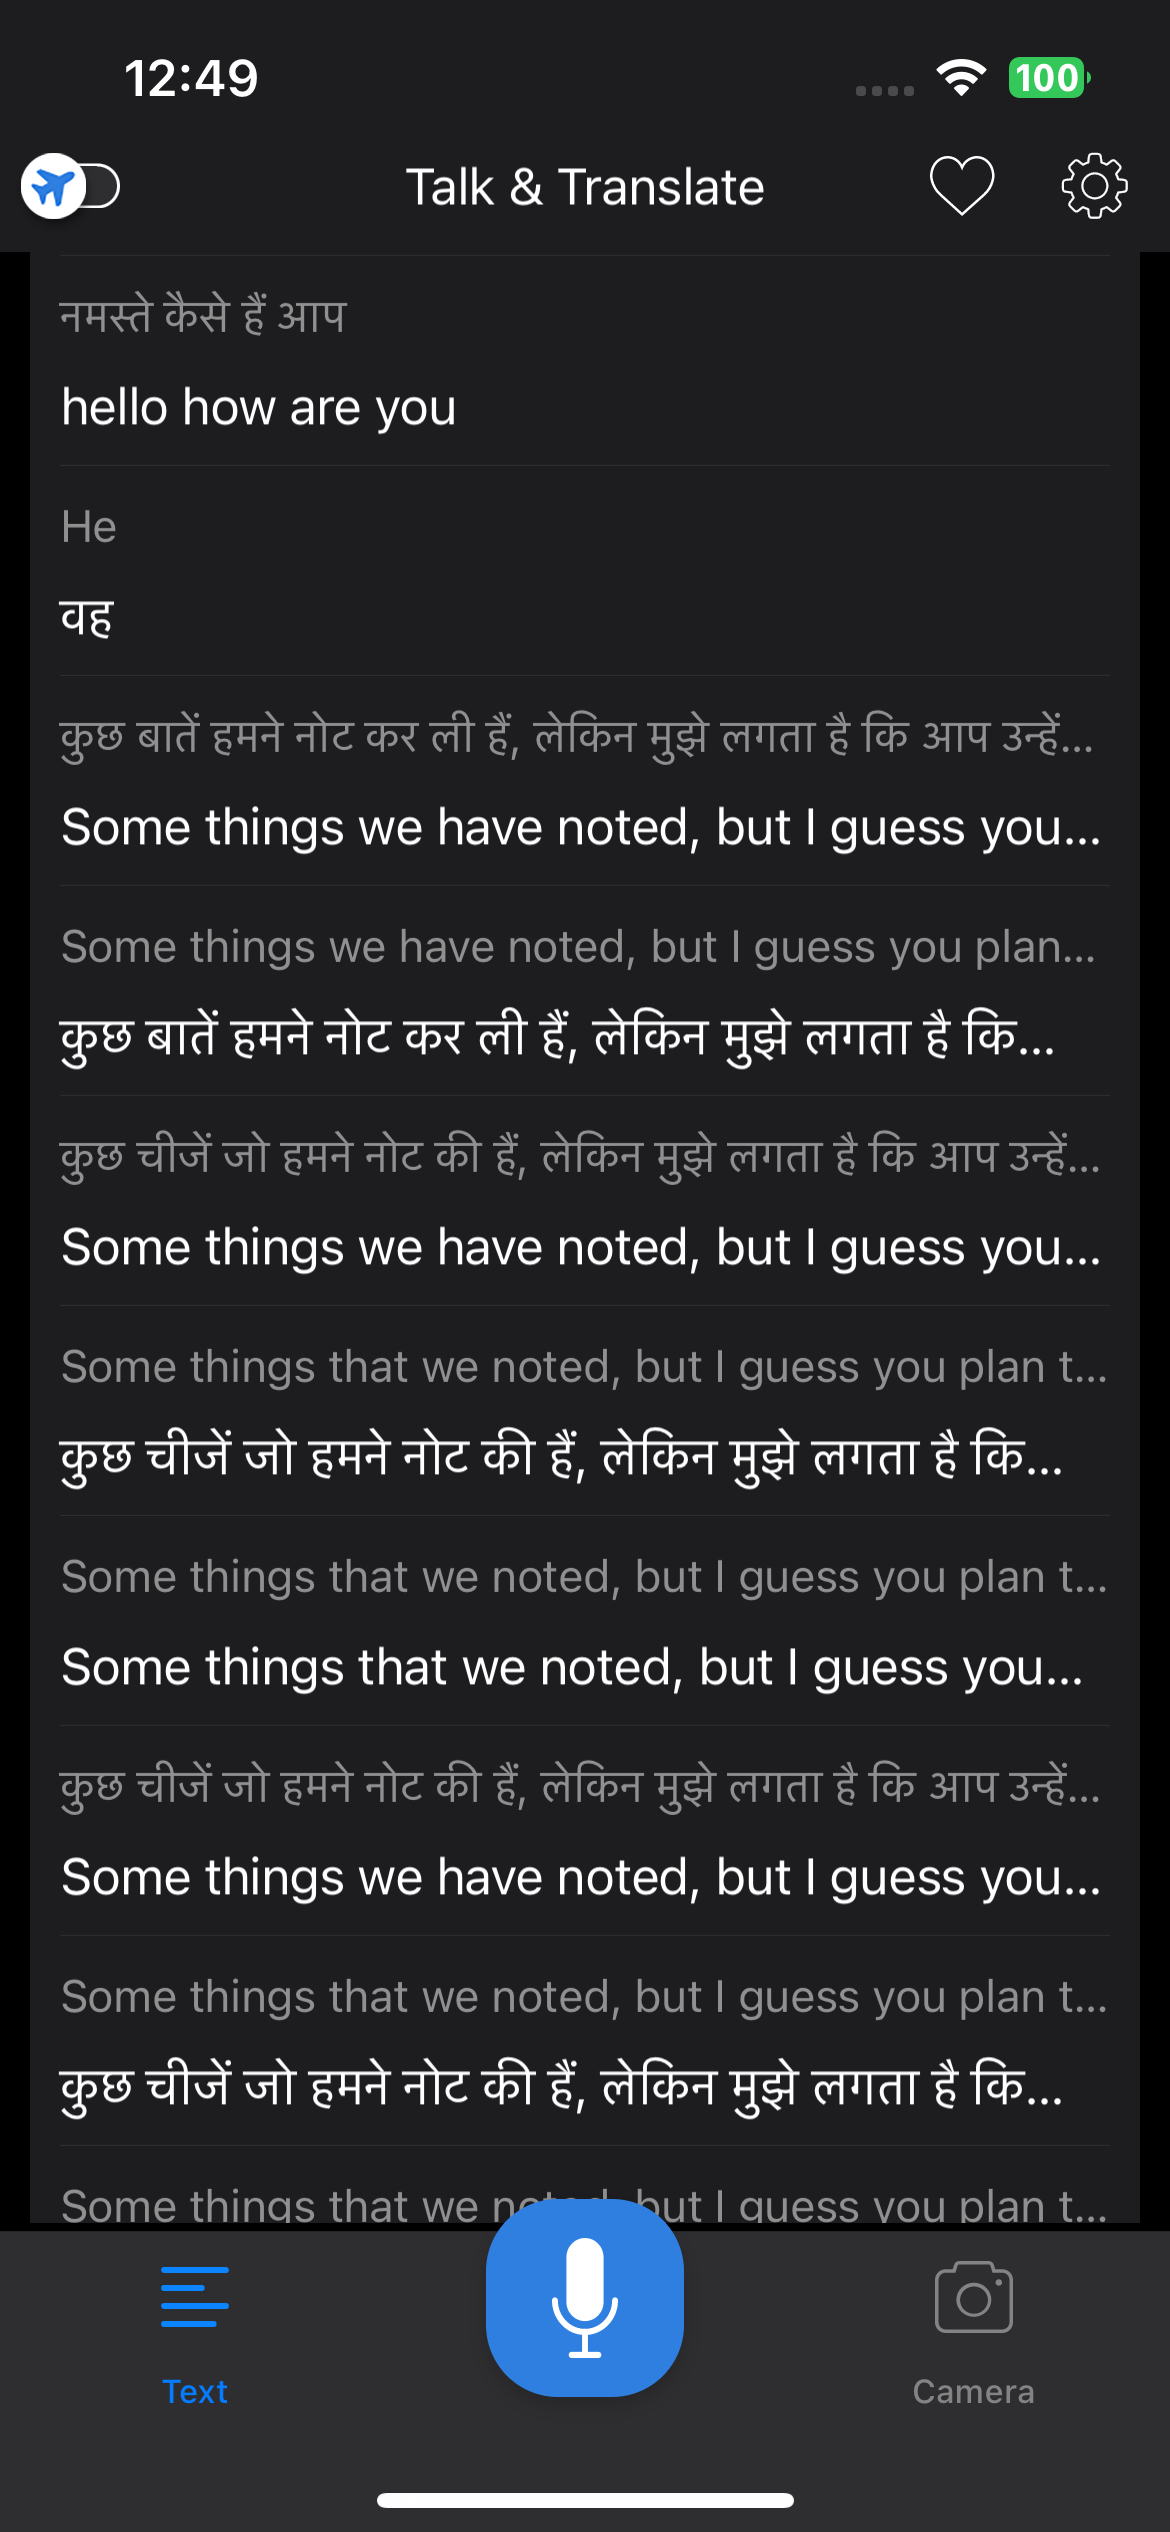 12:49
100
Talk & Translate
नमस्ते कैसे हैं आप
hello how are you
He
वह
कुछ बातें हमने नोट कर ली हैं, लेकिन मुझे लगता है कि आप उन्हें...
Some things we have noted, but I guess you...
Some things we have noted, but I guess you plan...
कुछ बातें हमने नोट कर ली हैं, लेकिन मुझे लगता है कि...
कुछ चीजें जो हमने नोट की हैं, लेकिन मुझे लगता है कि आप उन्हें...
Some things we have noted, but I guess you...
Some things that we noted, but I guess you plan t...
कुछ चीजें जो हमने नोट की हैं, लेकिन मुझे लगता है कि...
Some things that we noted, but I guess you plan t...
Some things that we noted, but I guess you...
कुछ चीजें जो हमने नोट की हैं, लेकिन मुझे लगता है कि आप उन्हें...
Some things we have noted, but I guess you...
Some things that we noted, but I guess you plan t...
कुछ चीजें जो हमने नोट की हैं, लेकिन मुझे लगता है कि...
Some things that we noted, but I guess you plan t...
Text
Camera